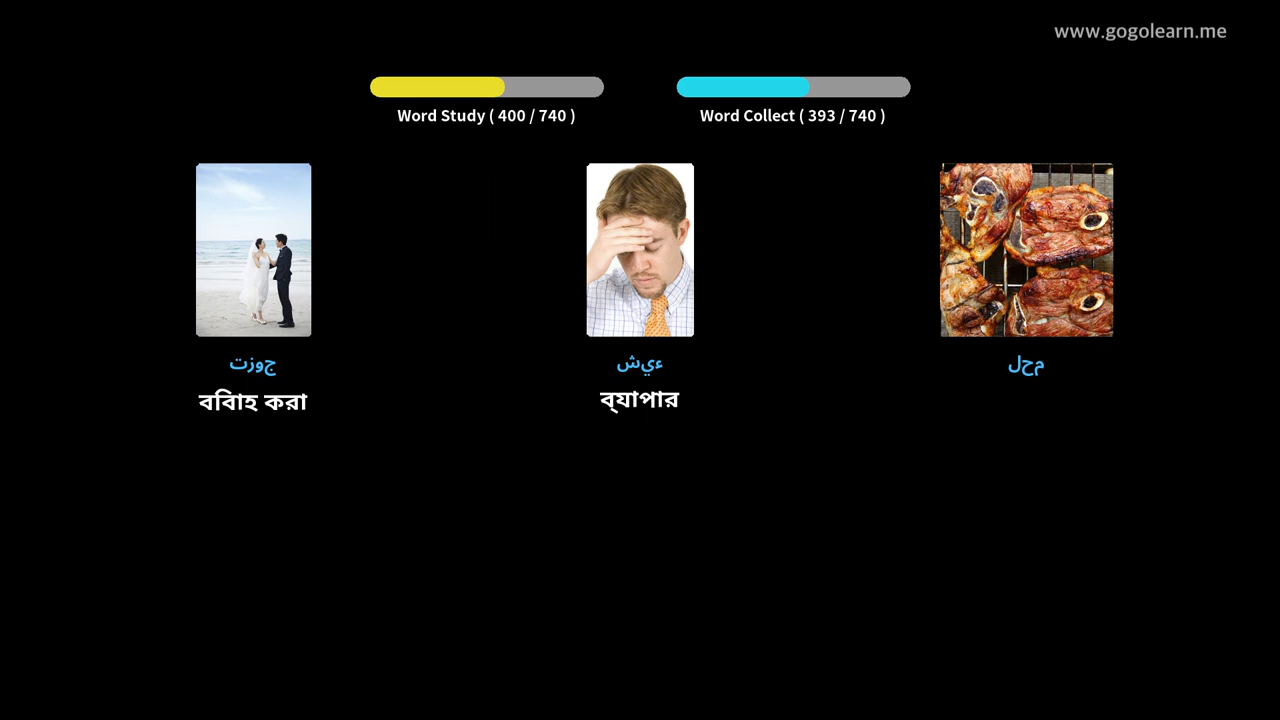 www.gogolearn.me
Word Study ( 400 / 740 )
Word Collect ( 393 / 740 )
جوزت
ءيش
محل
ববিাহ করা
ব্‌যাপার